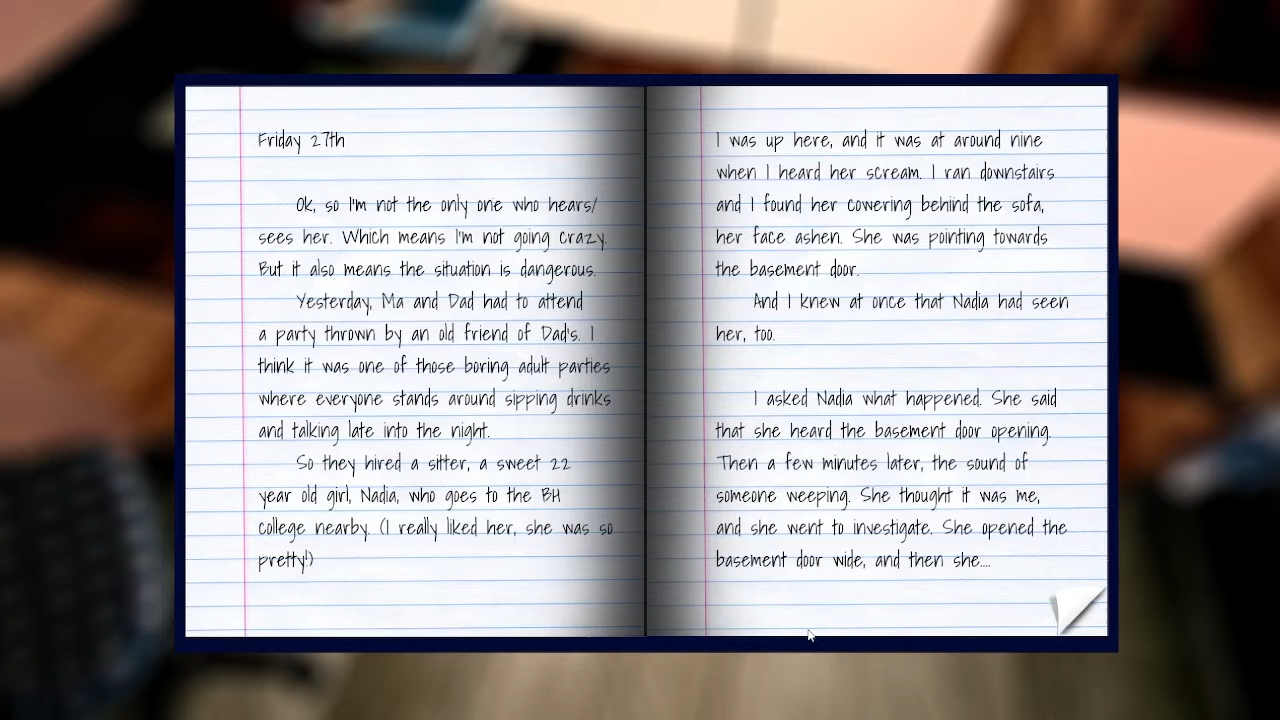 Friday 27th
Ok, so I'm not the only one who hears/
sees her. Which means I'm not going crazy.
But it also means the situation is dangerous.
Yesterday, Ma and Dad had to attend
a party thrown by an old friend of Dad's. I
think it was one of those boring adult parties
where everyone stands around sipping drinks
and talking late into the night.
So they hired a sitter, a sweet 22
year old girl, Nadia, who goes to the BH
college nearby. (I really liked her, she was so
pretty!)
I was up here, and it was at around nine
when I heard her scream. I ran downstairs
and I found her cowering behind the sofa,
her face ashen. She was pointing towards
the basement door.
And I knew at once that Nadia had seen
her, too.
I asked Nadia what happened. She said
that she heard the basement door opening.
Then a few minutes later, the sound of
someone weeping. She thought it was me,
and she went to investigate. She opened the
basement door wide, and then she....